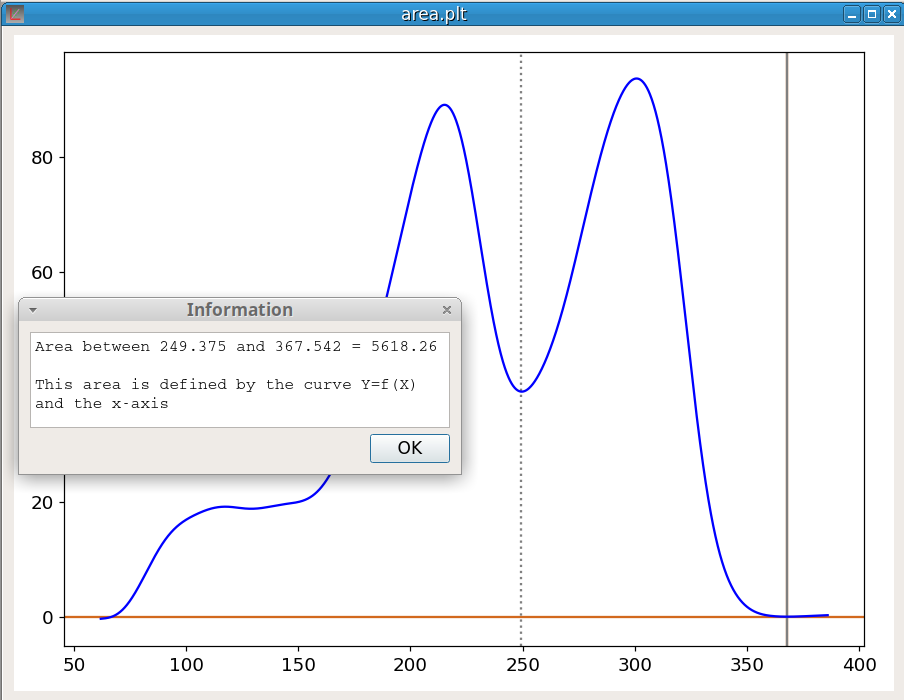 area.plt
80
60
Information
Area between 249.375 and 367.542 = 5618.26
This area is defined by the curve Y=f(X)
and the x-axis
OK
20
0
50 100 150 200 250 300 350 400